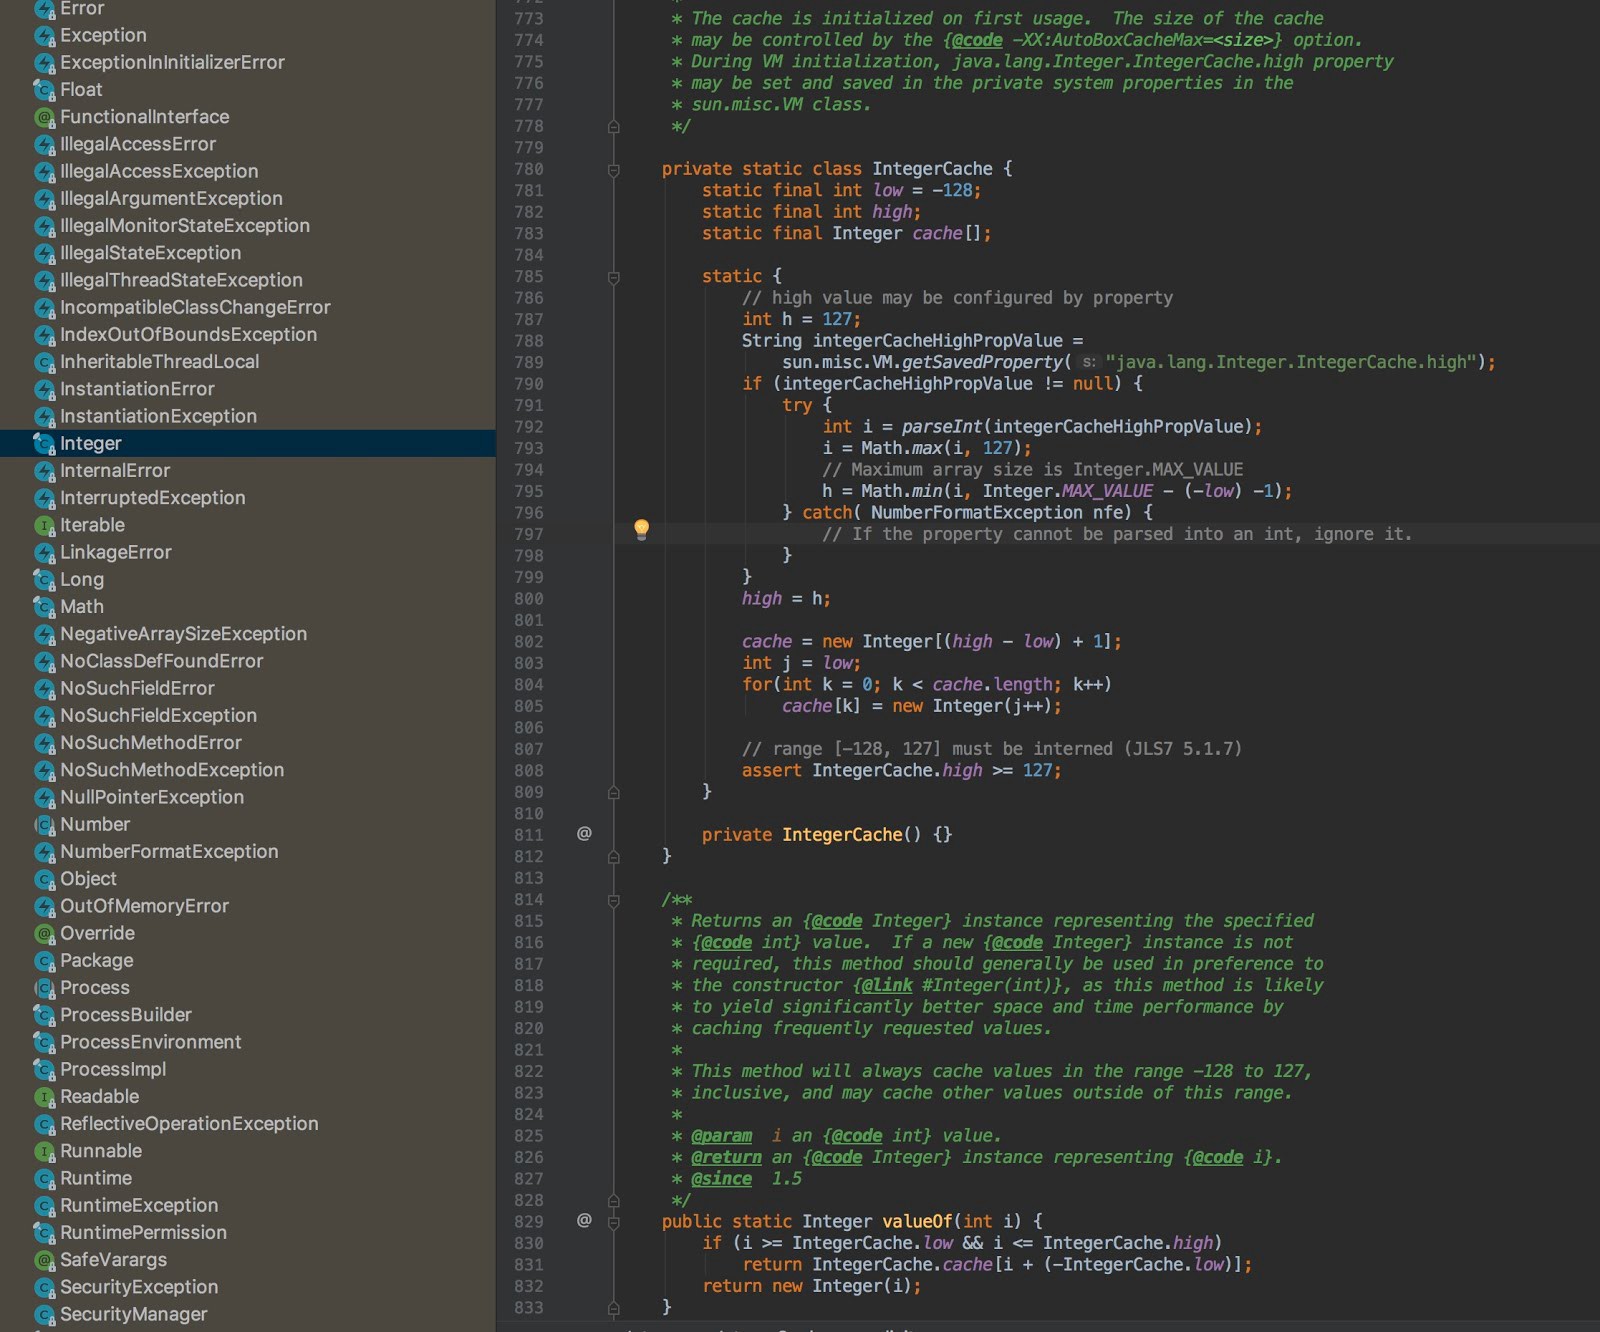 Error
Exception
ExceptionInInitializerError
Float
FunctionalInterface
IllegalAccessError
IllegalAccessException
IllegalArgumentException
IllegalMonitorStateException
IllegalStateException
IllegalThreadStateException
IncompatibleClassChangeError
IndexOutOfBoundsException
InheritableThreadLocal
InstantiationError
InstantiationException
Integer
InternalError
InterruptedException
Iterable
LinkageError
Long
Math
NegativeArraySizeException
NoClassDefFoundError
NoSuchFieldError
NoSuchFieldException
NoSuchMethodError
NoSuchMethodException
NullPointerException
Number
NumberFormatException
Object
OutOfMemoryError
Override
Package
Process
ProcessBuilder
ProcessEnvironment
ProcessImpl
Readable
ReflectiveOperationException
Runnable
Runtime
RuntimeException
RuntimePermission
SafeVarargs
SecurityException
SecurityManager
773 * The cache is initialized on first usage.  The size of the cache
774 * may be controlled by the {@code -XX:AutoBoxCacheMax=<size>} option.
775 * During VM initialization, java.lang.Integer.IntegerCache.high property
776 * may be set and saved in the private system properties in the
777 * sun.misc.VM class.
778 */
779
780 private static class IntegerCache {
781 static final int low = -128;
782 static final int high;
783 static final Integer cache[];
784
785 static {
786 // high value may be configured by property
787 int h = 127;
788 String integerCacheHighPropValue =
789 sun.misc.VM.getSavedProperty( s: "java.lang.Integer.IntegerCache.high");
790 if (integerCacheHighPropValue != null) {
791 try {
792 int i = parseInt(integerCacheHighPropValue);
793 i = Math.max(i, 127);
794 // Maximum array size is Integer.MAX_VALUE
795 h = Math.min(i, Integer.MAX_VALUE - (-low) -1);
796 } catch( NumberFormatException nfe) {
797 // If the property cannot be parsed into an int, ignore it.
798 }
799 }
800 high = h;
801
802 cache = new Integer[(high - low) + 1];
803 int j = low;
804 for(int k = 0; k < cache.length; k++)
805 cache[k] = new Integer(j++);
806
807 // range [-128, 127] must be interned (JLS7 5.1.7)
808 assert IntegerCache.high >= 127;
809 }
810
811 @ private IntegerCache() {}
812 }
813
814 /**
815 * Returns an {@code Integer} instance representing the specified
816 * {@code int} value.  If a new {@code Integer} instance is not
817 * required, this method should generally be used in preference to
818 * the constructor {@link #Integer(int)}, as this method is likely
819 * to yield significantly better space and time performance by
820 * caching frequently requested values.
821 *
822 * This method will always cache values in the range -128 to 127,
823 * inclusive, and may cache other values outside of this range.
824 *
825 * @param  i an {@code int} value.
826 * @return an {@code Integer} instance representing {@code i}.
827 * @since  1.5
828 */
829 @ public static Integer valueOf(int i) {
830 if (i >= IntegerCache.low && i <= IntegerCache.high)
831 return IntegerCache.cache[i + (-IntegerCache.low)];
832 return new Integer(i);
833 }